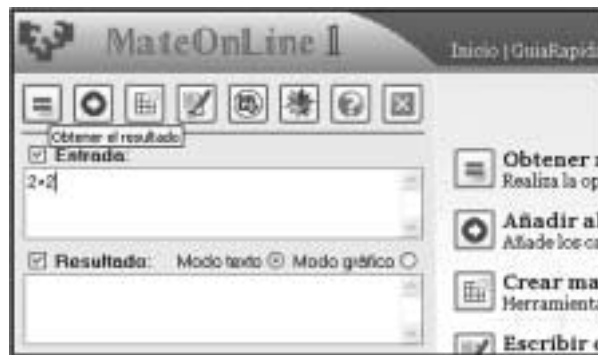 MateOnLine I
Inicio | GuiaRapid
Obtener el resultado
Entrada:
2+2
Resultado: Modo texto Modo gráfico
Obtener
Realiza la op
Añadir al
Añade los ca
Crear ma
Herramienta
Escribir e